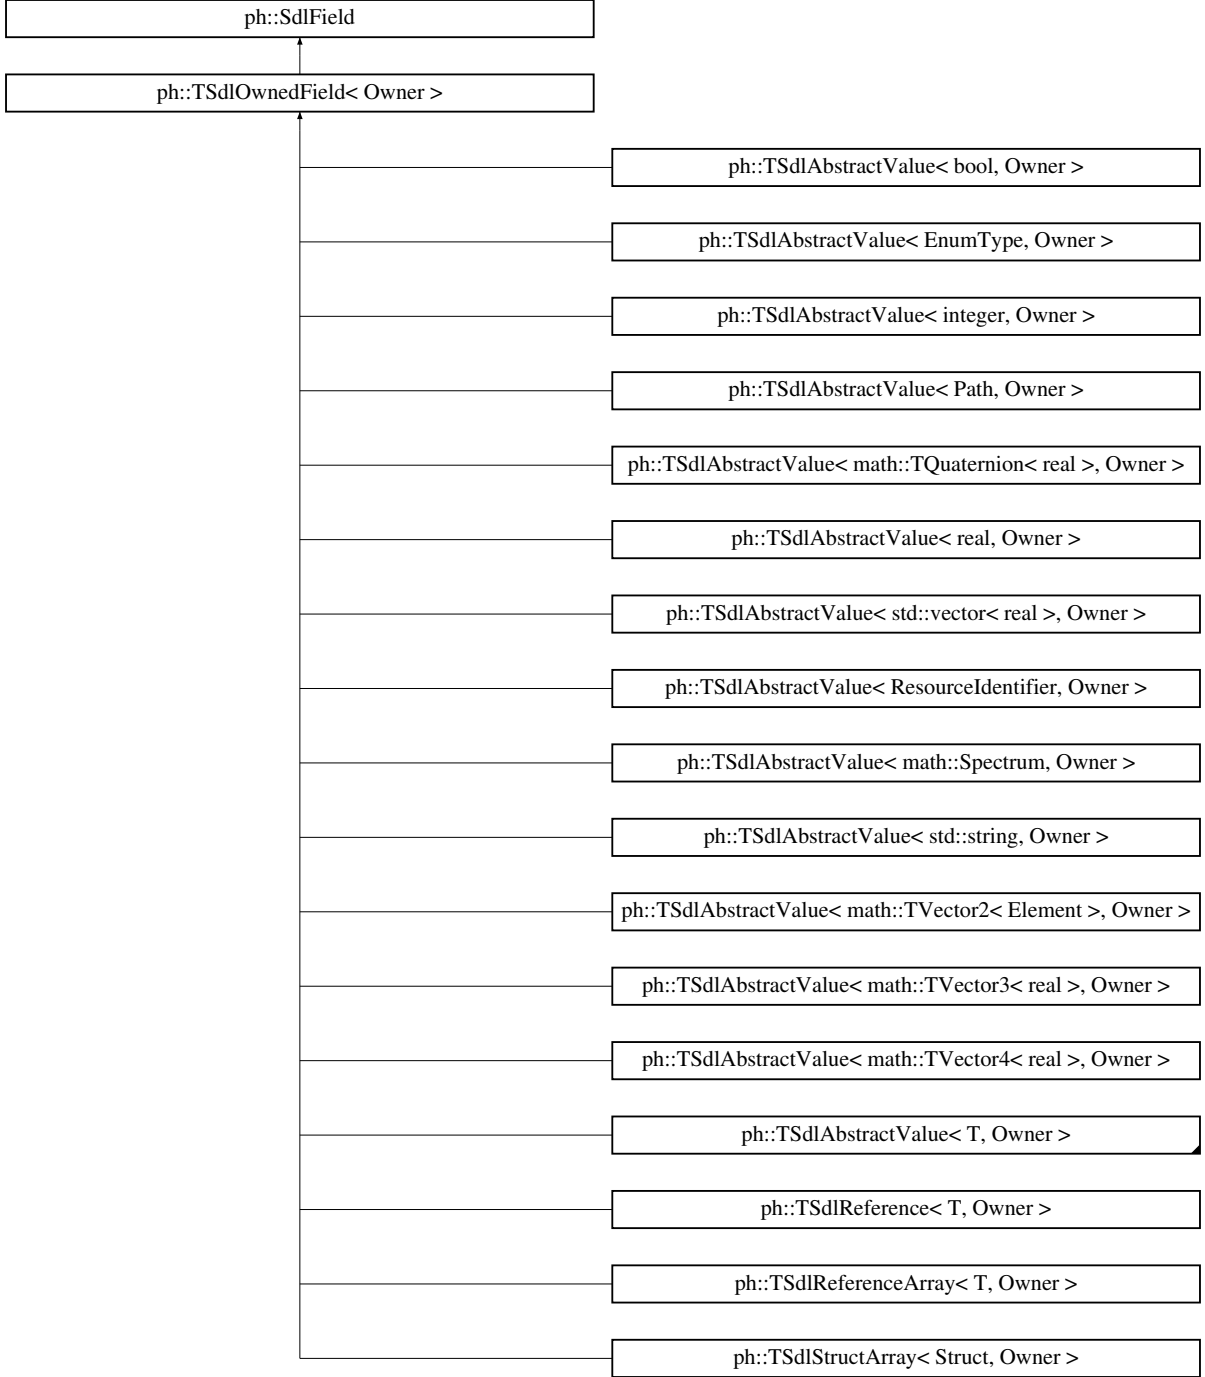 ph::SdlField
ph::TSdlOwnedField< Owner >
ph::TSdlAbstractValue< bool, Owner >
ph::TSdlAbstractValue< EnumType, Owner >
ph::TSdlAbstractValue< integer, Owner >
ph::TSdlAbstractValue< Path, Owner >
ph::TSdlAbstractValue< math::TQuaternion< real >, Owner >
ph::TSdlAbstractValue< real, Owner >
ph::TSdlAbstractValue< std::vector< real >, Owner >
ph::TSdlAbstractValue< ResourceIdentifier, Owner >
ph::TSdlAbstractValue< math::Spectrum, Owner >
ph::TSdlAbstractValue< std::string, Owner >
ph::TSdlAbstractValue< math::TVector2< Element >, Owner >
ph::TSdlAbstractValue< math::TVector3< real >, Owner >
ph::TSdlAbstractValue< math::TVector4< real >, Owner >
ph::TSdlAbstractValue< T, Owner >
ph::TSdlReference< T, Owner >
ph::TSdlReferenceArray< T, Owner >
ph::TSdlStructArray< Struct, Owner >